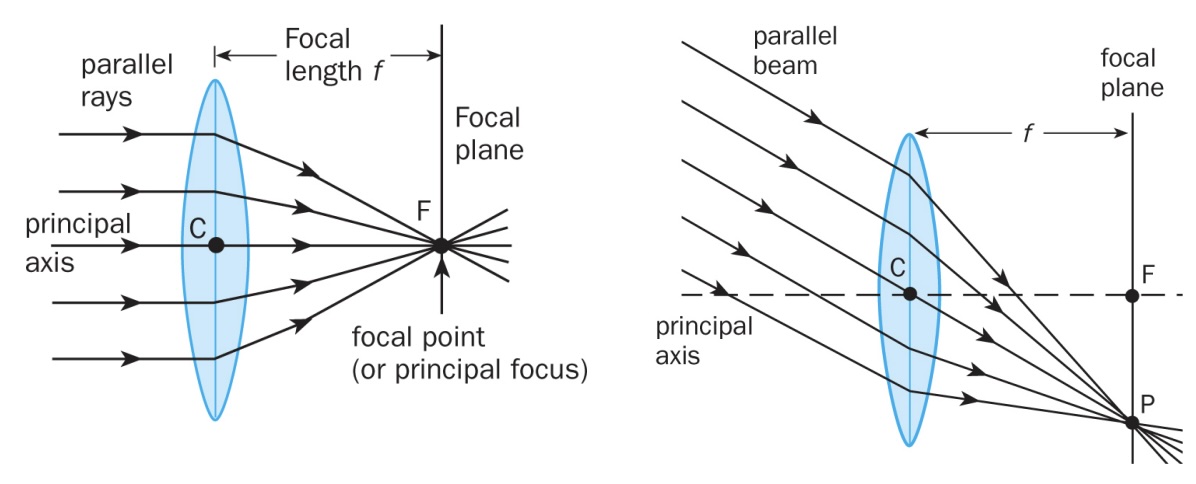 Focal
length f
parallel
rays
Focal
plane
F
C
principal
axis
focal point
(or principal focus)
parallel
beam
focal
plane
f
C
F
principal
axis
P